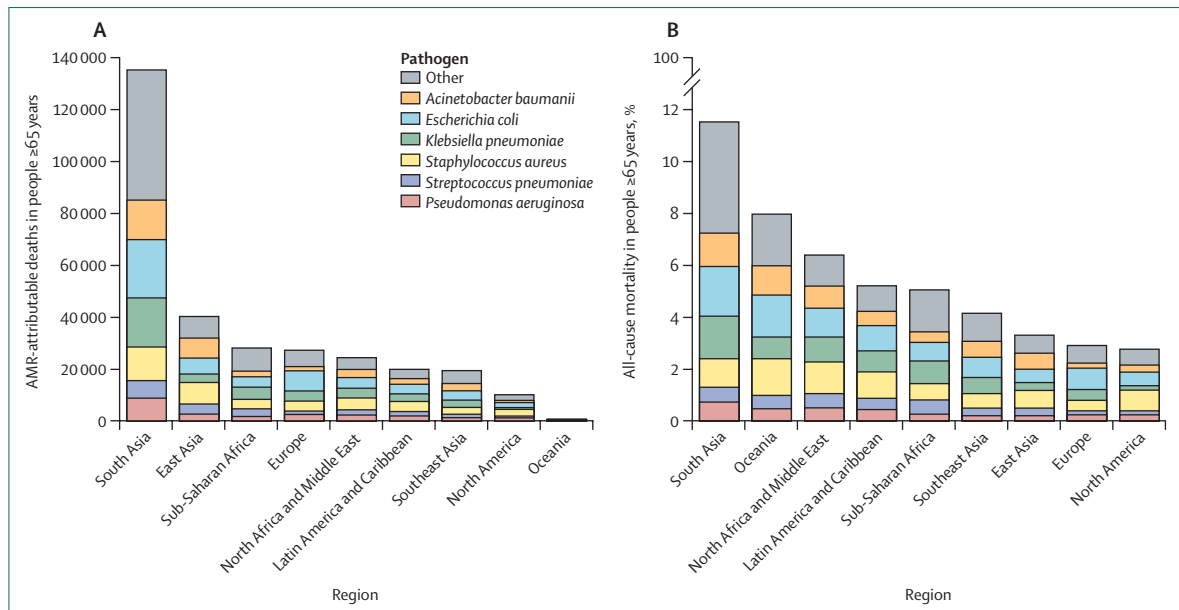 A
B
AMR-attributable deaths in people ≥65 years
140 000
120 000
100 000
80 000
60 000
40 000
20 000
0
Pathogen
Other
Acinetobacter baumanii
Escherichia coli
Klebsiella pneumoniae
Staphylococcus aureus
Streptococcus pneumoniae
Pseudomonas aeruginosa
South Asia
East Asia
Sub-Saharan Africa
Europe
North Africa and Middle East
Latin America and Caribbean
Southeast Asia
North America
Oceania
Region
All-cause mortality in people ≥65 years, %
100
12
10
8
6
4
2
0
South Asia
Oceania
North Africa and Middle East
Latin America and Caribbean
Sub-Saharan Africa
Southeast Asia
East Asia
Europe
North America
Region